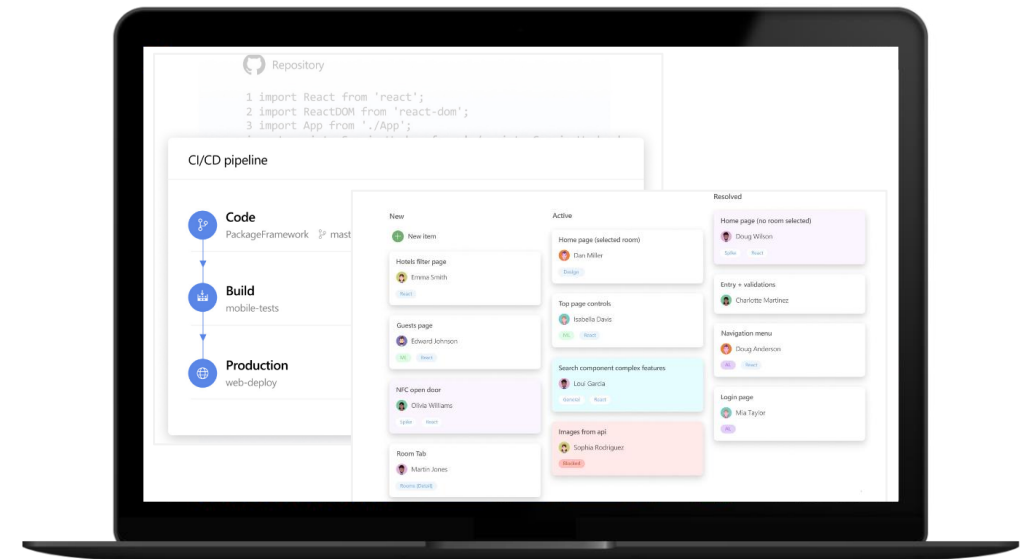 Repository
1 import React from 'react';
2 import ReactDOM from 'react-dom';
3 import App from './App';
CI/CD pipeline
Code
PackageFramework mast
Build
mobile-tests
Production
web-deploy
New
New item
Hotels filter page
Emma Smith
React
Guests page
Edward Johnson
React
NFC open door
Olivia Williams
Spike React
Room Tab
Martin Jones
Rooms
Active
Home page (selected room)
Dan Miller
Top page controls
Isabella Davis
React
Search component complex features
Loui Garcia
General React
Images from api
Sophia Rodriguez
Blocked
Resolved
Home page (no room selected)
Doug Wilson
Spike React
Entry + validations
Charlotte Martinez
Navigation menu
Doug Anderson
React
Login page
Mia Taylor